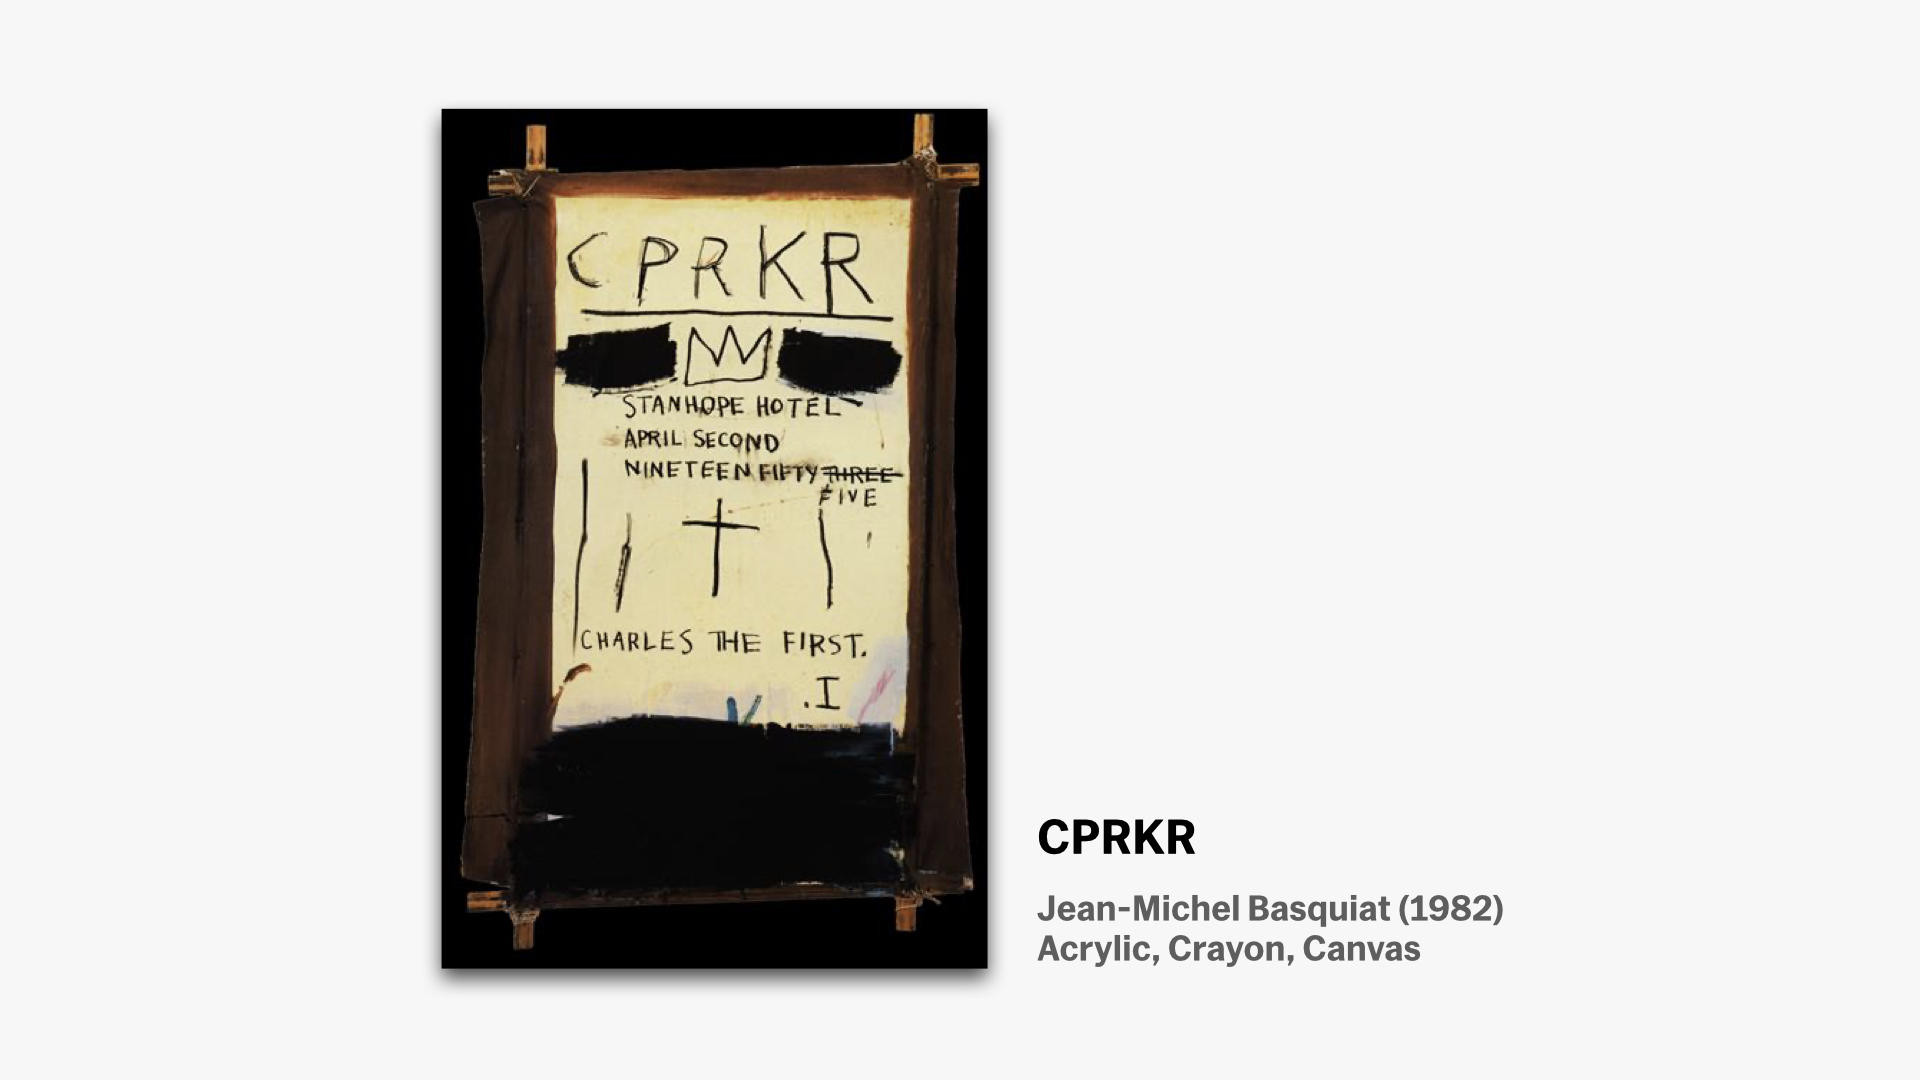 CPRKR
STANHOPE HOTEL
APRIL SECOND
NINETEEN FIFTY THREE
FIVE
CHARLES THE FIRST.
.I
CPRKR
Jean-Michel Basquiat (1982)
Acrylic, Crayon, Canvas